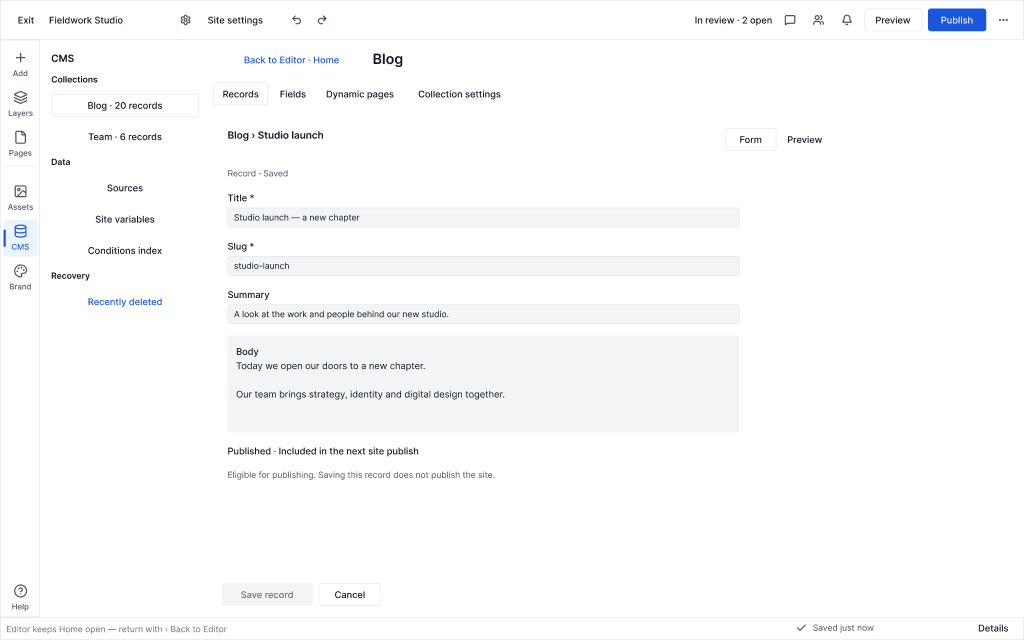 Exit
Fieldwork Studio
Site settings
In review · 2 open
Preview
Publish
Add
Layers
Pages
Assets
CMS
Brand
Help
CMS
Collections
Blog · 20 records
Team · 6 records
Data
Sources
Site variables
Conditions index
Recovery
Recently deleted
Back to Editor · Home
Blog
Records
Fields
Dynamic pages
Collection settings
Blog › Studio launch
Form
Preview
Record · Saved
Title *
Studio launch — a new chapter
Slug *
studio-launch
Summary
A look at the work and people behind our new studio.
Body
Today we open our doors to a new chapter.
Our team brings strategy, identity and digital design together.
Published · Included in the next site publish
Eligible for publishing. Saving this record does not publish the site.
Save record
Cancel
Editor keeps Home open — return with ‹ Back to Editor
Saved just now
Details